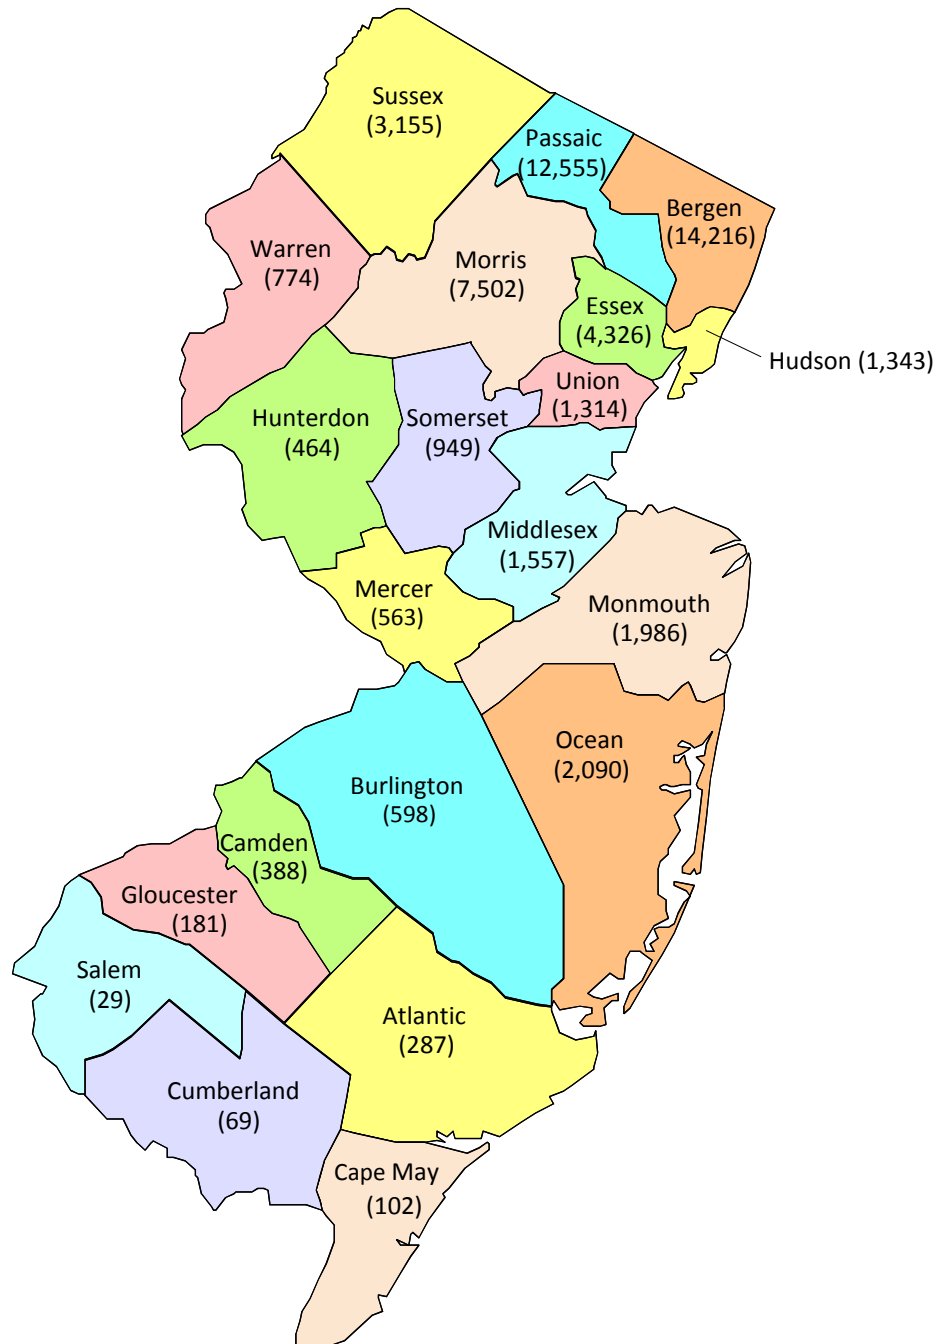 Sussex
(3,155)
Passaic
(12,555)
Bergen
(14,216)
Warren
(774)
Morris
(7,502)
Essex
(4,326)
Hudson (1,343)
Union
(1,314)
Hunterdon
(464)
Somerset
(949)
Middlesex
(1,557)
Mercer
(563)
Monmouth
(1,986)
Ocean
(2,090)
Burlington
(598)
Camden
(388)
Gloucester
(181)
Salem
(29)
Atlantic
(287)
Cumberland
(69)
Cape May
(102)